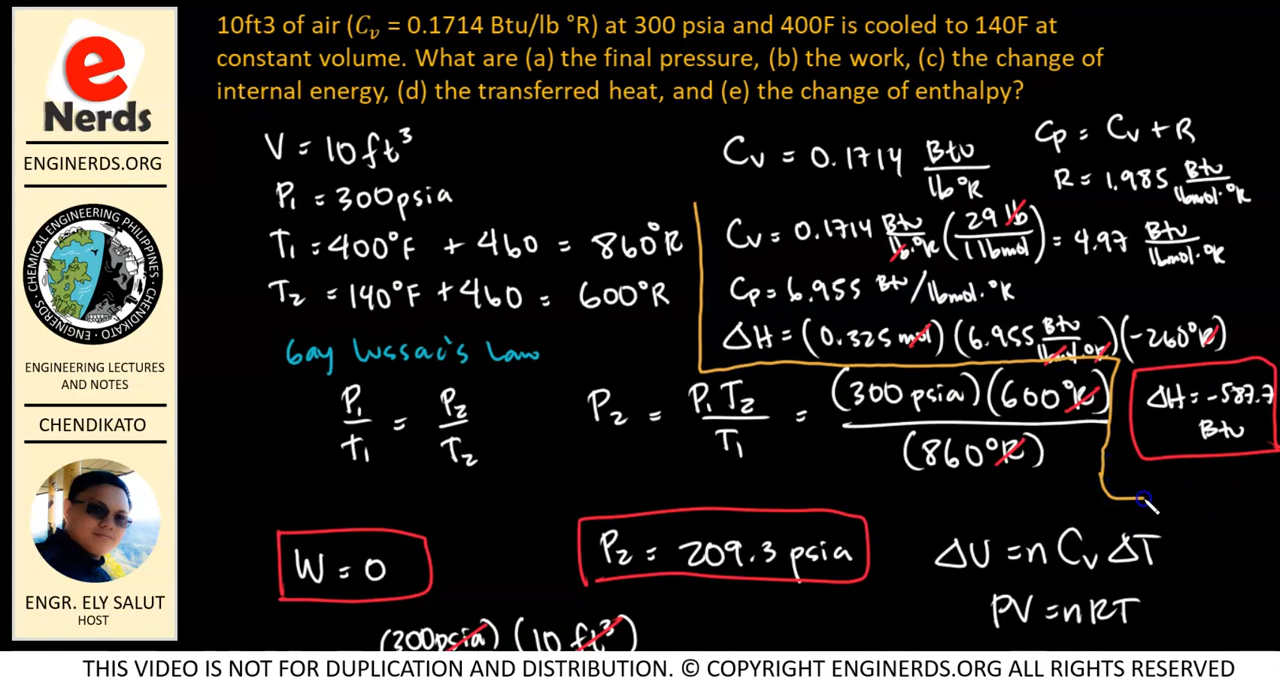 10ft3 of air (Cᵥ = 0.1714 Btu/lb °R) at 300 psia and 400F is cooled to 140F at
constant volume. What are (a) the final pressure, (b) the work, (c) the change of
internal energy, (d) the transferred heat, and (e) the change of enthalpy?
e
Nerds
ENGINERDS.ORG
CHEMICAL ENGINEERING PHILIPPINES
· CHENDIKATO · ENGINERDS ·
ENGINEERING LECTURES
AND NOTES
CHENDIKATO
ENGR. ELY SALUT
HOST
V = 10 ft³
P₁ = 300 psia
T₁ = 400°F + 460 = 860°R
T₂ = 140°F + 460 = 600°R
Gay Lussac's Law
P₁/T₁ = P₂/T₂
Cv = 0.1714 Btu/lb°R
Cp = Cv + R
R = 1.985 Btu/lbmol·°R
Cv = 0.1714 Btu/lb·°R (29 lb/1 lbmol) = 4.97 Btu/lbmol·°R
Cp = 6.955 Btu/lbmol·°R
ΔH = (0.325 mol)(6.955 Btu/lbmol°R)(-260°R)
P₂ = P₁T₂/T₁ = (300 psia)(600°R)/(860°R)
ΔH = -587.7
Btu
W = 0
P₂ = 209.3 psia
ΔU = n Cv ΔT
PV = nRT
(300psia)(10 ft³)
THIS VIDEO IS NOT FOR DUPLICATION AND DISTRIBUTION. © COPYRIGHT ENGINERDS.ORG ALL RIGHTS RESERVED